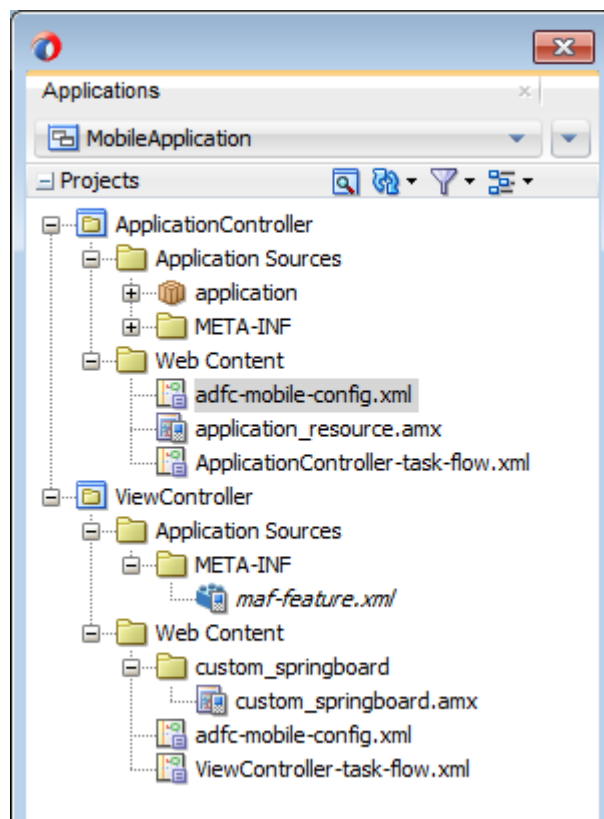 Applications
MobileApplication
Projects
ApplicationController
Application Sources
application
META-INF
Web Content
adfc-mobile-config.xml
application_resource.amx
ApplicationController-task-flow.xml
ViewController
Application Sources
META-INF
maf-feature.xml
Web Content
custom_springboard
custom_springboard.amx
adfc-mobile-config.xml
ViewController-task-flow.xml